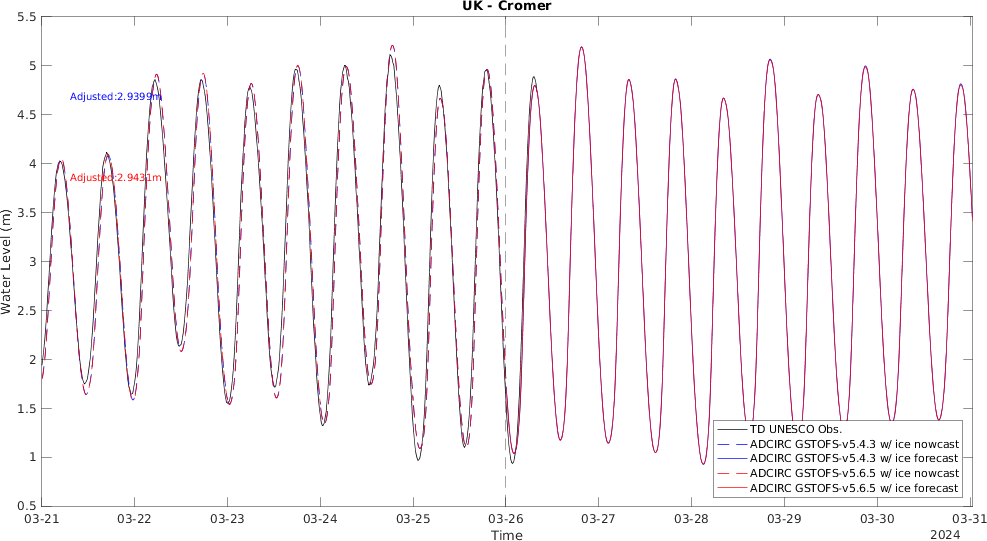 UK - Cromer
5.5
5
4.5
4
3.5
3
2.5
2
1.5
1
0.5
Water Level (m)
Adjusted:2.9399m
Adjusted:2.9431m
TD UNESCO Obs.
ADCIRC GSTOFS-v5.4.3 w/ ice nowcast
ADCIRC GSTOFS-v5.4.3 w/ ice forecast
ADCIRC GSTOFS-v5.6.5 w/ ice nowcast
ADCIRC GSTOFS-v5.6.5 w/ ice forecast
03-21 03-22 03-23 03-24 03-25 03-26 03-27 03-28 03-29 03-30 03-31
Time
2024